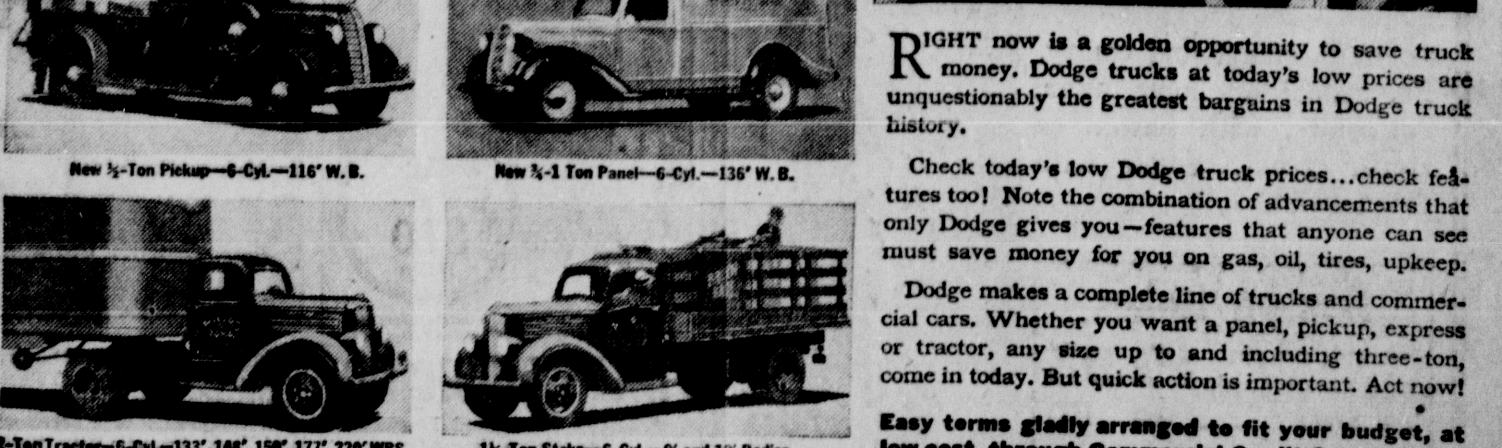 New ½-Ton Pickup—6-Cyl.—116" W. B.
New ¾-1 Ton Panel—6-Cyl.—136" W. B.
RIGHT now is a golden opportunity to save truck
money. Dodge trucks at today's low prices are
unquestionably the greatest bargains in Dodge truck
history.
Check today's low Dodge truck prices...check fea-
tures too! Note the combination of advancements that
only Dodge gives you—features that anyone can see
must save money for you on gas, oil, tires, upkeep.
Dodge makes a complete line of trucks and commer-
cial cars. Whether you want a panel, pickup, express
or tractor, any size up to and including three-ton,
come in today. But quick action is important. Act now!
Easy terms gladly arranged to fit your budget, at
low cost, through